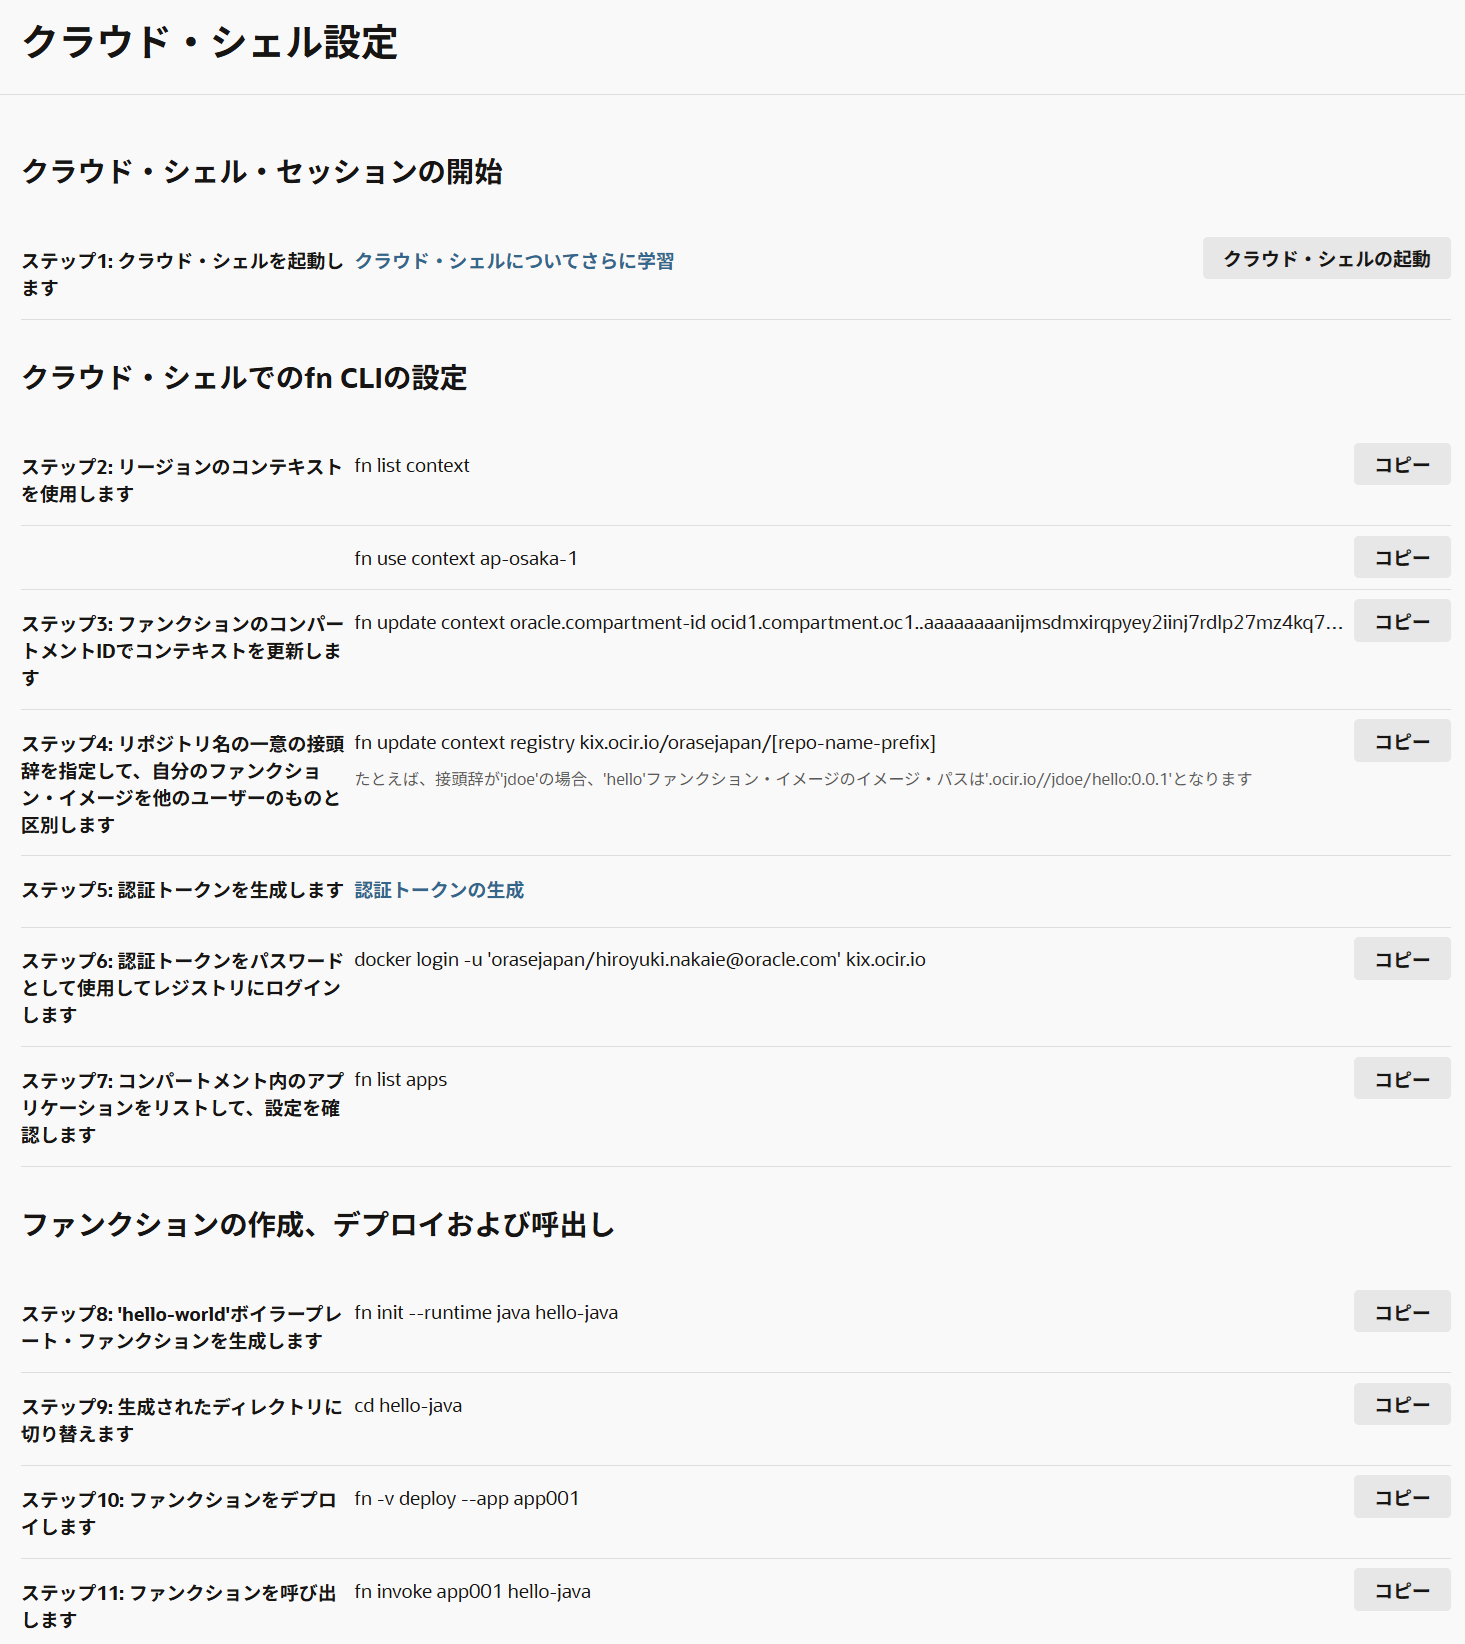 クラウド・シェル設定
クラウド・シェル・セッションの開始
ステップ1: クラウド・シェルを起動し
ます
クラウド・シェルについてさらに学習
クラウド・シェルの起動
クラウド・シェルでのfn CLIの設定
ステップ2: リージョンのコンテキスト
を使用します
fn list context
コピー
fn use context ap-osaka-1
コピー
ステップ3: ファンクションのコンパー
トメントIDでコンテキストを更新しま
す
fn update context oracle.compartment-id ocid1.compartment.oc1..aaaaaaaanijmsdmxirqpyey2iinj7rdlp27mz4kq7...
コピー
ステップ4: リポジトリ名の一意の接頭
辞を指定して、自分のファンクショ
ン・イメージを他のユーザーのものと
区別します
fn update context registry kix.ocir.io/orasejapan/[repo-name-prefix]
たとえば、接頭辞が'jdoe'の場合、'hello'ファンクション・イメージのイメージ・パスは'.ocir.io//jdoe/hello:0.0.1'となります
コピー
ステップ5: 認証トークンを生成します
認証トークンの生成
ステップ6: 認証トークンをパスワード
として使用してレジストリにログイン
します
docker login -u 'orasejapan/hiroyuki.nakaie@oracle.com' kix.ocir.io
コピー
ステップ7: コンパートメント内のアプ
リケーションをリストして、設定を確
認します
fn list apps
コピー
ファンクションの作成、デプロイおよび呼出し
ステップ8: 'hello-world'ボイラープレ
ート・ファンクションを生成します
fn init --runtime java hello-java
コピー
ステップ9: 生成されたディレクトリに
切り替えます
cd hello-java
コピー
ステップ10: ファンクションをデプロ
イします
fn -v deploy --app app001
コピー
ステップ11: ファンクションを呼び出
します
fn invoke app001 hello-java
コピー